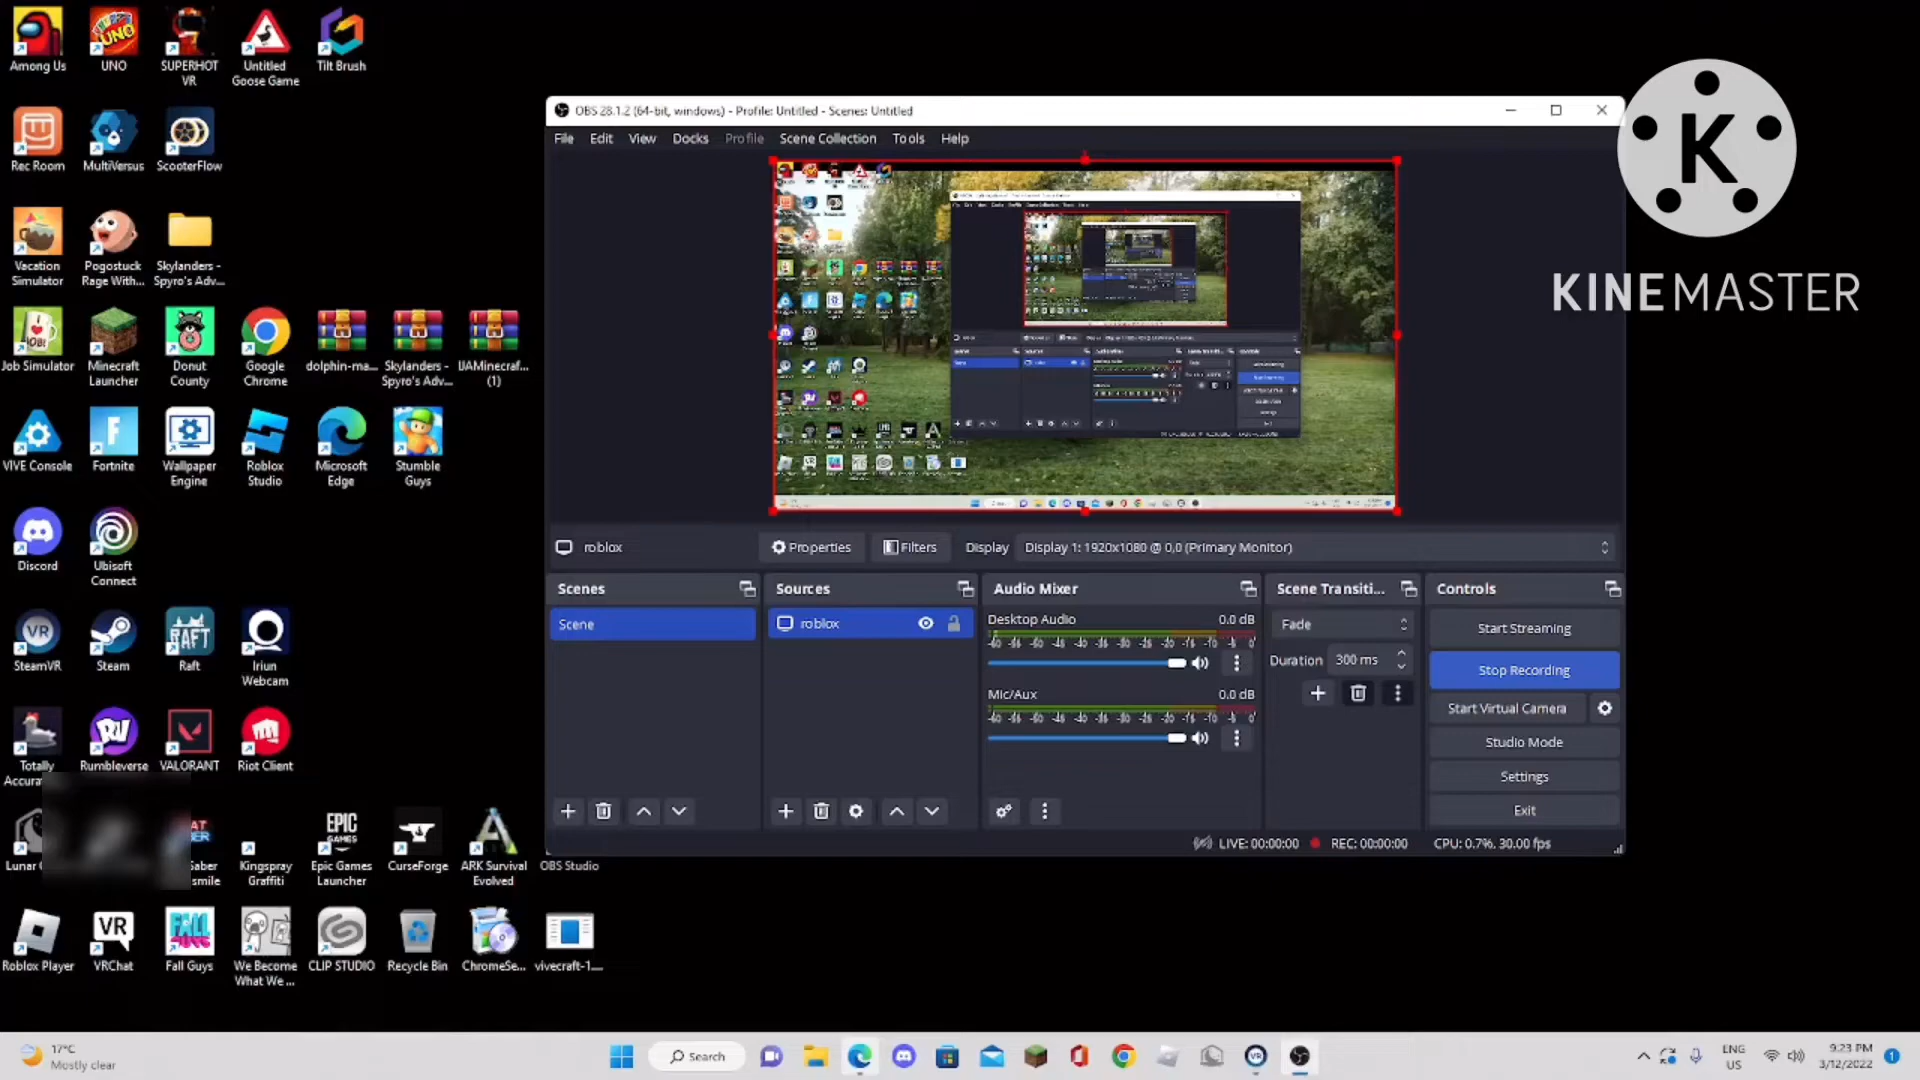 Among Us
UNO
SUPERHOT
VR
Untitled
Goose Game
Tilt Brush
Rec Room
MultiVersus
ScooterFlow
Vacation
Simulator
Pogostuck
Rage With...
Skylanders -
Spyro's Adv...
Job Simulator
Minecraft
Launcher
Donut
County
Google
Chrome
dolphin-ma...
Skylanders -
Spyro's Adv...
(1)
VIVE Console
Fortnite
Wallpaper
Engine
Roblox
Studio
Microsoft
Edge
Stumble
Guys
Discord
Ubisoft
Connect
SteamVR
Steam
Raft
Iriun
Webcam
Totally
Rumbleverse
VALORANT
Riot Client
Lunar
Saber
Kingspray
Graffiti
Epic Games
Launcher
CurseForge
ARK Survival
Evolved
OBS Studio
Roblox Player
VRChat
Fall Guys
We Become
What We ...
CLIP STUDIO
Recycle Bin
ChromeSe...
vivecraft-1....
OBS 28.1.2 (64-bit, windows) - Profile: Untitled - Scenes: Untitled
File Edit View Docks Profile Scene Collection Tools Help
roblox Properties Filters Display Display 1: 1920x1080 @ 0,0 (Primary Monitor)
Scenes
Scene
Sources
roblox
Audio Mixer
Desktop Audio 0.0 dB
Mic/Aux 0.0 dB
Scene Transiti...
Fade
Duration 300 ms
Controls
Start Streaming
Stop Recording
Start Virtual Camera
Studio Mode
Settings
Exit
LIVE: 00:00:00 REC: 00:00:00 CPU: 0.7%, 30.00 fps
K
KINEMASTER
17°C
Mostly clear
Search
ENG
US
9:23 PM
3/12/2022
1